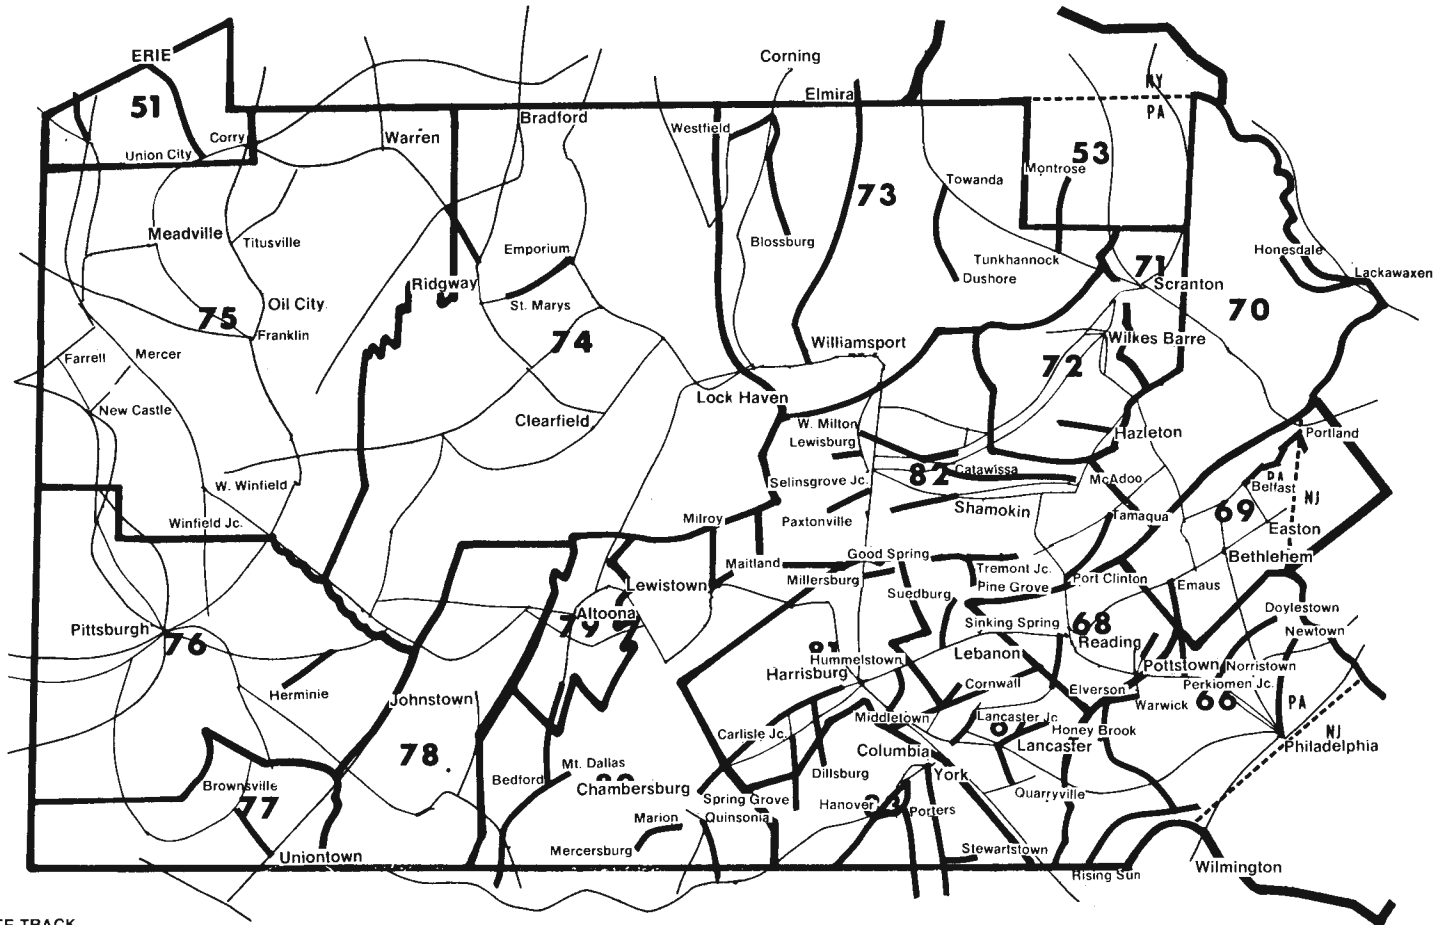 Corning
ERIE
NY
Elmira
51
PA
Bradford
Westfield
Corry
Warren
Union City
53
Montrose
Towanda
73
Meadville
Titusville
Blossburg
Emporium
Honesdale
Tunkhannock
71
Lackawaxen
Dushore
Ridgway
Scranton
St. Marys
Oil City
75
70
Franklin
74
Williamsport
Wilkes Barre
Farrell
Mercer
72
Lock Haven
New Castle
Clearfield
W. Milton
Hazleton
Portland
Lewisburg
82
Catawissa
PA
Selinsgrove Jc.
McAdoo
W. Winfield
Belfast
NJ
Winfield Jc.
Milroy
Paxtonville
Shamokin
Tamaqua
69
Easton
Maitland
Good Spring
Bethlehem
Millersburg
Tremont Jc.
Pine Grove
Port Clinton
Emaus
Lewistown
Suedburg
Doylestown
Altoona
79
Sinking Spring
68
Newtown
Pittsburgh
76
Reading
81
Hummelstown
Lebanon
Pottstown
Norristown
Harrisburg
Cornwall
Elverson
Perkiomen Jc.
Herminie
Warwick
66
PA
Johnstown
Middletown
Lancaster Jc
Honey Brook
NJ
Carlisle Jc.
Columbia
Lancaster
Philadelphia
78
Mt. Dallas
Dillsburg
York
Bedford
Chambersburg
Quarryville
Brownsville
Spring Grove
Hanover
Porters
77
Marion
Quinsonia
Mercersburg
Stewartstown
Uniontown
Rising Sun
Wilmington
TE TRACK